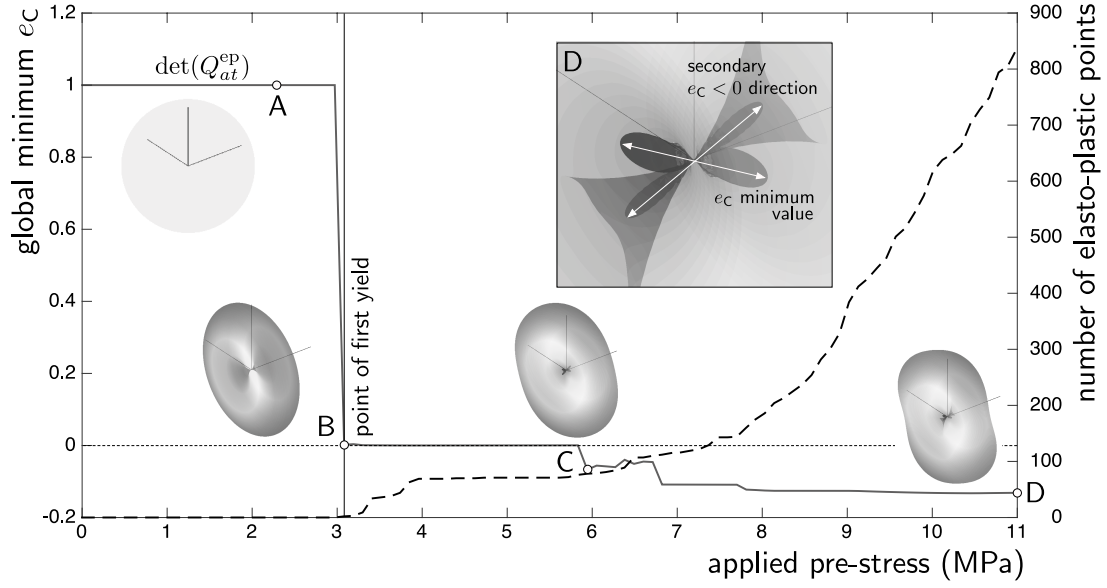 global minimum eC
1.2
1
0.8
0.6
0.4
0.2
0
-0.2
det(Q^ep_at)
A
B
point of first yield
C
D
D
secondary
eC < 0 direction
eC minimum
value
900
800
700
600
500
400
300
200
100
0
number of elasto-plastic points
0
1
2
3
4
5
6
7
8
9
10
11
applied pre-stress (MPa)